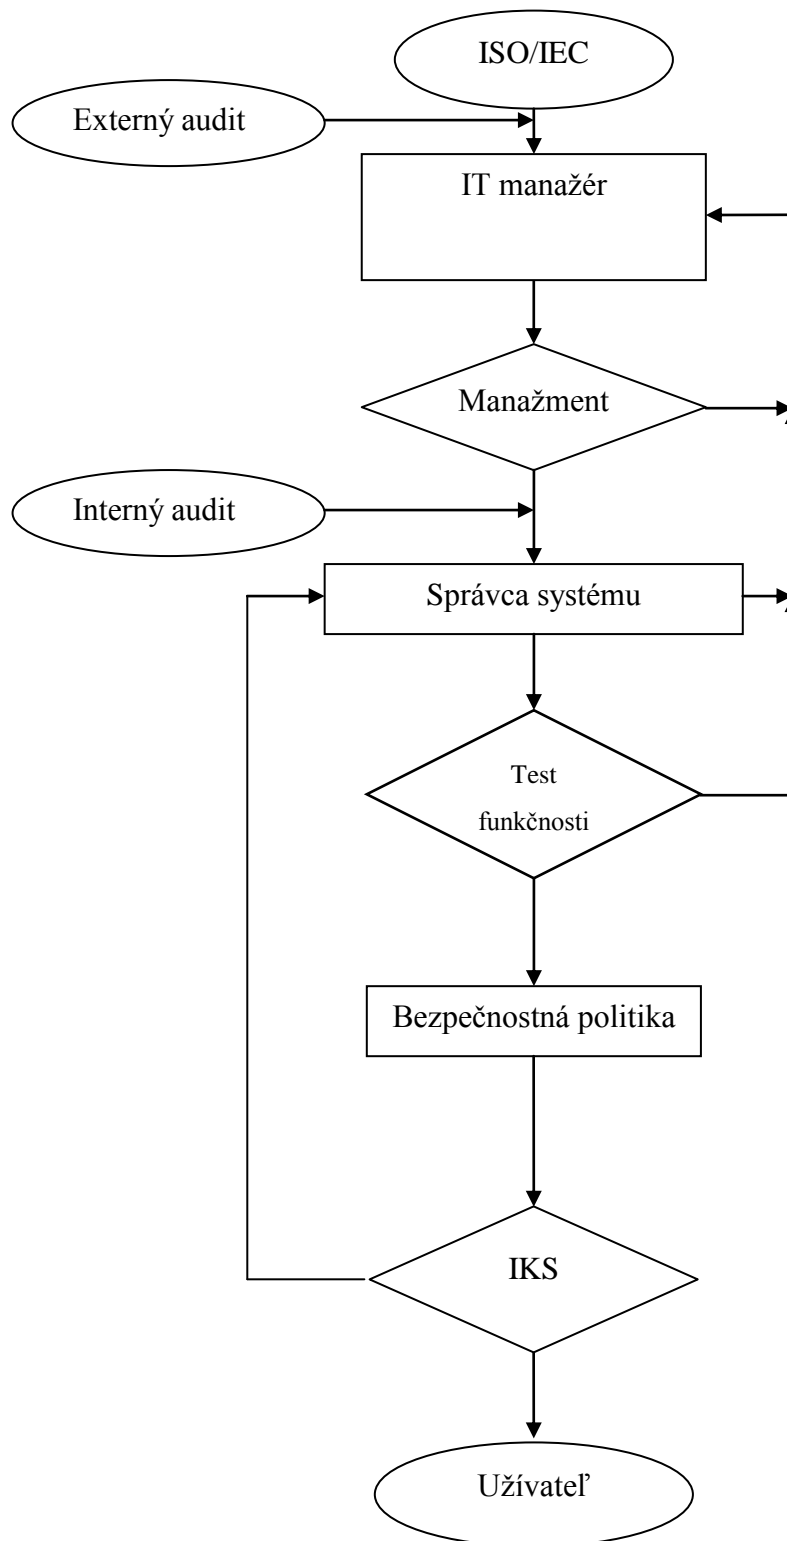 ISO/IEC
Externý audit
IT manažér
Manažment
Interný audit
Správca systému
Test
funkčnosti
Bezpečnostná politika
IKS
Užívateľ